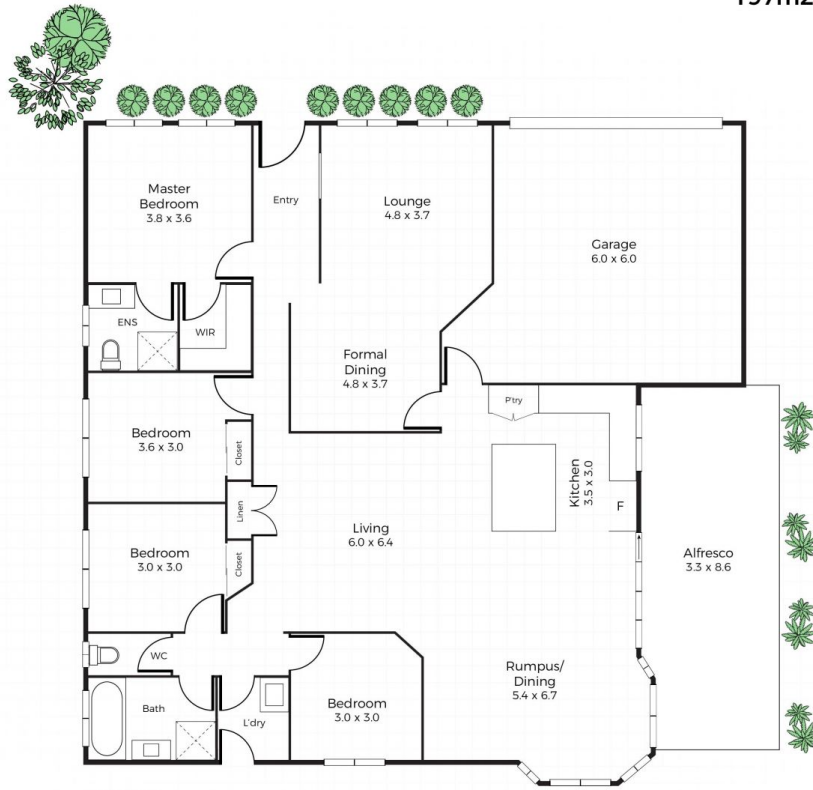 Master
Bedroom
3.8 x 3.6
Entry
Lounge
4.8 x 3.7
Garage
6.0 x 6.0
ENS
WIR
Formal
Dining
4.8 x 3.7
P'try
Bedroom
3.6 x 3.0
Closet
Kitchen
3.5 x 3.0
F
Linen
Living
6.0 x 6.4
Bedroom
3.0 x 3.0
Closet
Alfresco
3.3 x 8.6
WC
Rumpus/
Dining
5.4 x 6.7
Bath
L'dry
Bedroom
3.0 x 3.0